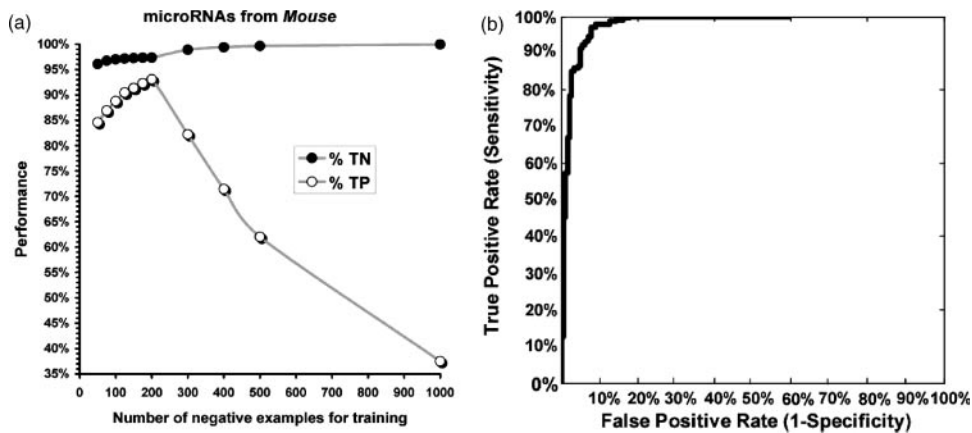 (a)
microRNAs from Mouse
100%
95%
90%
85%
80%
75%
70%
65%
60%
55%
50%
45%
40%
35%
Performance
% TN
% TP
0 100 200 300 400 500 600 700 800 900 1000
Number of negative examples for training
(b)
100%
90%
80%
70%
60%
50%
40%
30%
20%
10%
0%
True Positive Rate (Sensitivity)
10% 20% 30% 40% 50% 60% 70% 80% 90% 100%
False Positive Rate (1-Specificity)